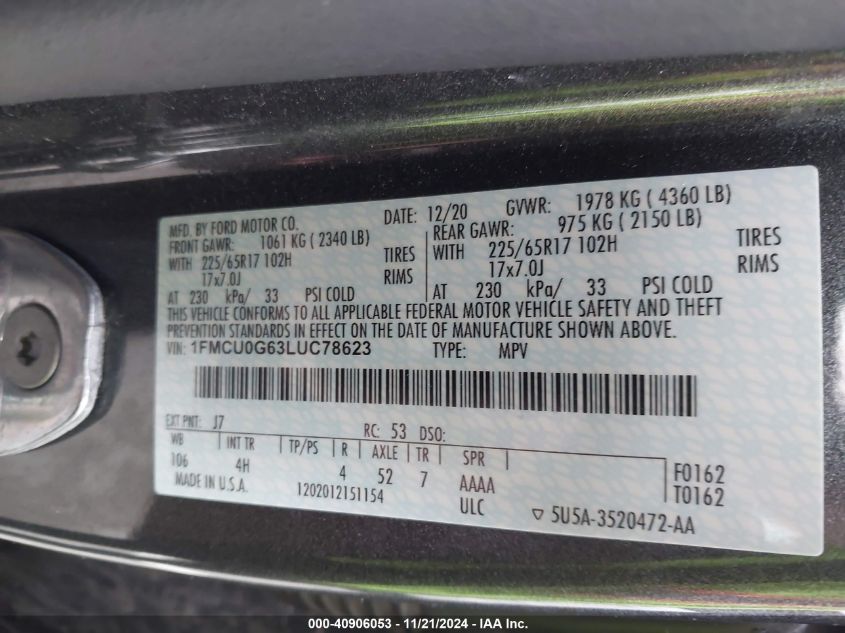 MFD. BY FORD MOTOR CO. DATE: 12/20 GVWR: 1978 KG ( 4360 LB)
FRONT GAWR: 1061 KG ( 2340 LB) REAR GAWR: 975 KG ( 2150 LB)
WITH 225/65R17 102H TIRES WITH 225/65R17 102H TIRES
17x7.0J RIMS 17x7.0J RIMS
AT 230 kPa/ 33 PSI COLD AT 230 kPa/ 33 PSI COLD
THIS VEHICLE CONFORMS TO ALL APPLICABLE FEDERAL MOTOR VEHICLE SAFETY AND THEFT
PREVENTION STANDARDS IN EFFECT ON THE DATE OF MANUFACTURE SHOWN ABOVE.
VIN: 1FMCU0G63LUC78623 TYPE: MPV
EXT PNT: J7 RC: 53 DSO:
WB INT TR TP/PS R AXLE TR SPR
106 4H 4 52 7 AAAA F0162
MADE IN U.S.A. 1202012151154 ULC T0162
▽ 5U5A-3520472-AA
000-40906053 — 11/21/2024 — IAA Inc.